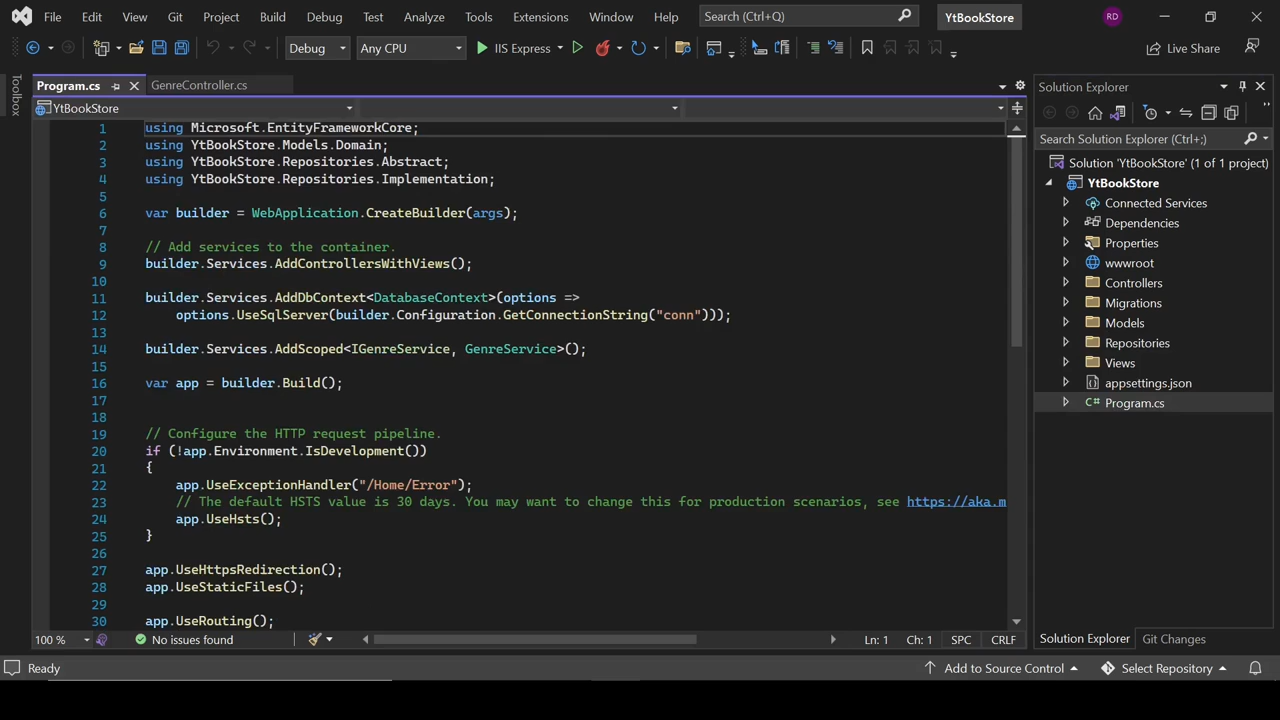 File Edit View Git Project Build Debug Test Analyze Tools Extensions Window Help Search (Ctrl+Q) YtBookStore RD
Debug Any CPU IIS Express Live Share
Toolbox
Program.cs GenreController.cs
YtBookStore
1 using Microsoft.EntityFrameworkCore;
2 using YtBookStore.Models.Domain;
3 using YtBookStore.Repositories.Abstract;
4 using YtBookStore.Repositories.Implementation;
5
6 var builder = WebApplication.CreateBuilder(args);
7
8 // Add services to the container.
9 builder.Services.AddControllersWithViews();
10
11 builder.Services.AddDbContext<DatabaseContext>(options =>
12 options.UseSqlServer(builder.Configuration.GetConnectionString("conn")));
13
14 builder.Services.AddScoped<IGenreService, GenreService>();
15
16 var app = builder.Build();
17
18
19 // Configure the HTTP request pipeline.
20 if (!app.Environment.IsDevelopment())
21 {
22 app.UseExceptionHandler("/Home/Error");
23 // The default HSTS value is 30 days. You may want to change this for production scenarios, see https://aka.m
24 app.UseHsts();
25 }
26
27 app.UseHttpsRedirection();
28 app.UseStaticFiles();
29
30 app.UseRouting();
100 % No issues found Ln: 1 Ch: 1 SPC CRLF
Solution Explorer
Search Solution Explorer (Ctrl+;)
Solution 'YtBookStore' (1 of 1 project)
YtBookStore
Connected Services
Dependencies
Properties
wwwroot
Controllers
Migrations
Models
Repositories
Views
appsettings.json
C# Program.cs
Solution Explorer Git Changes
Ready Add to Source Control Select Repository